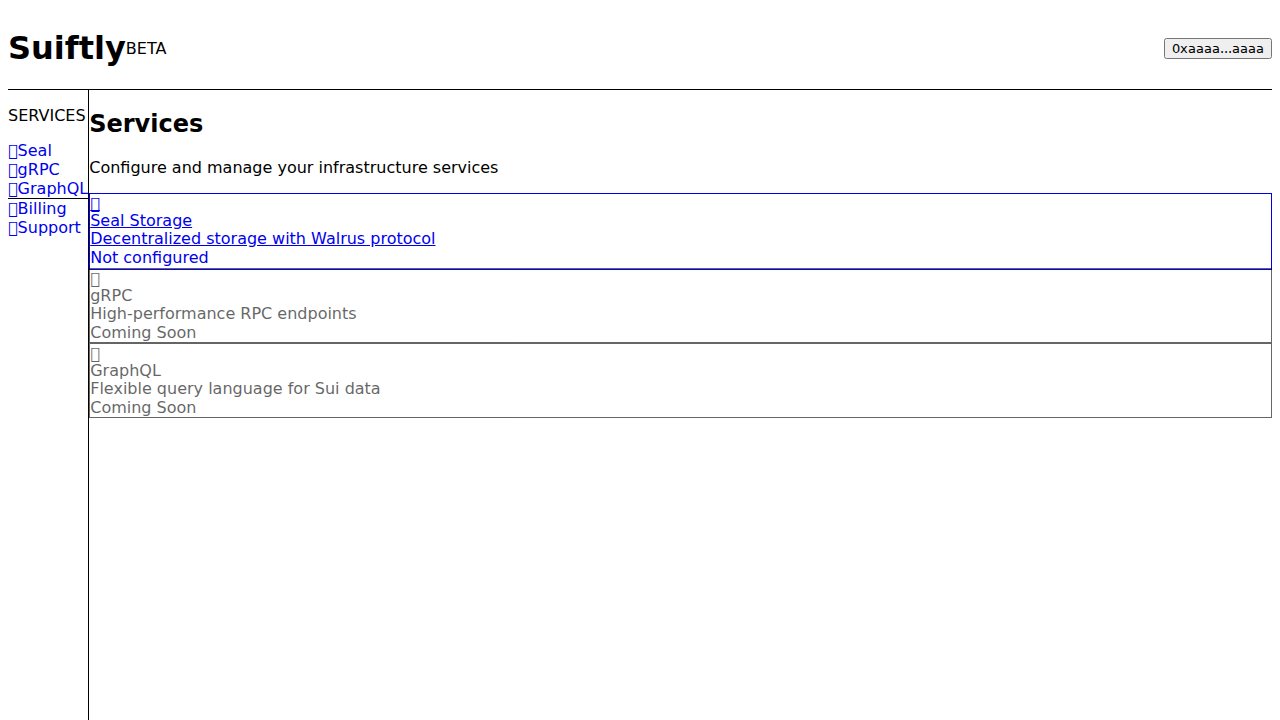 Suiftly BETA
0xaaaa...aaaa
SERVICES
Seal
gRPC
GraphQL
Billing
Support
Services
Configure and manage your infrastructure services
Seal Storage
Decentralized storage with Walrus protocol
Not configured
gRPC
High-performance RPC endpoints
Coming Soon
GraphQL
Flexible query language for Sui data
Coming Soon